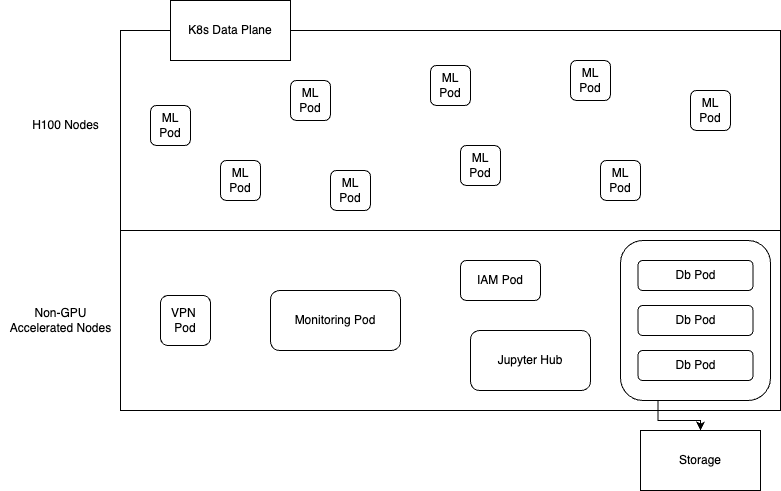 K8s Data Plane
H100 Nodes
ML
Pod
ML
Pod
ML
Pod
ML
Pod
ML
Pod
ML
Pod
ML
Pod
ML
Pod
ML
Pod
Non-GPU
Accelerated Nodes
VPN
Pod
Monitoring Pod
IAM Pod
Jupyter Hub
Db Pod
Db Pod
Db Pod
Storage